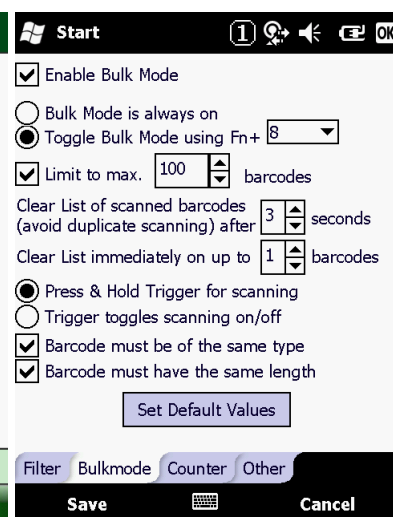 Start 1 OK
Enable Bulk Mode
Bulk Mode is always on
Toggle Bulk Mode using Fn+ 8
Limit to max. 100 barcodes
Clear List of scanned barcodes
(avoid duplicate scanning) after 3 seconds
Clear List immediately on up to 1 barcodes
Press & Hold Trigger for scanning
Trigger toggles scanning on/off
Barcode must be of the same type
Barcode must have the same length
Set Default Values
Filter Bulkmode Counter Other
Save Cancel